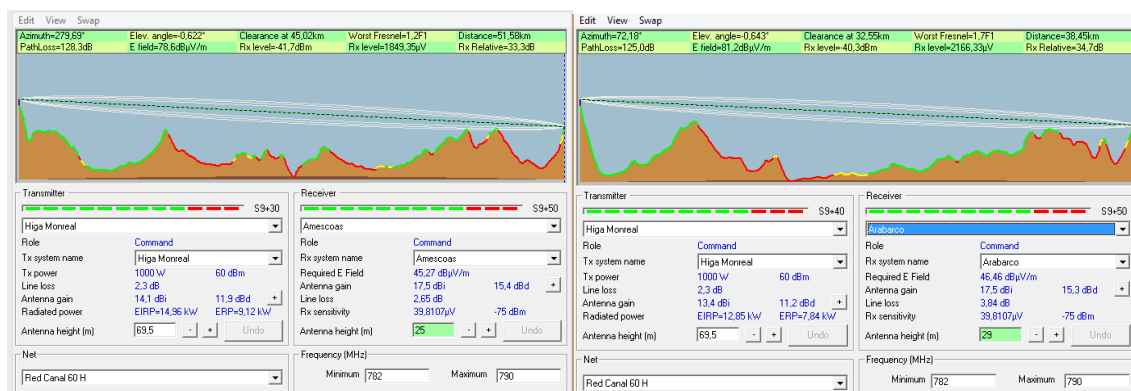 Edit View Swap
Azimuth=279,69° Elev. angle=-0,622° Clearance at 45,02km Worst Fresnel=1,2F1 Distance=51,58km
PathLoss=128,3dB E field=78,6dBµV/m Rx level=-41,7dBm Rx level=1849,35µV Rx Relative=33,3dB
Transmitter
S9+30
Higa Monreal
Role Command
Tx system name Higa Monreal
Tx power 1000 W 60 dBm
Line loss 2,3 dB
Antenna gain 14,1 dBi 11,9 dBd +
Radiated power EIRP=14,96 kW ERP=9,12 kW
Antenna height (m) 69,5 - + Undo
Receiver
S9+50
Amescoas
Role Command
Rx system name Amescoas
Required E Field 45,27 dBµV/m
Antenna gain 17,5 dBi 15,4 dBd +
Line loss 2,65 dB
Rx sensitivity 39,8107µV -75 dBm
Antenna height (m) 25 - + Undo
Net
Red Canal 60 H
Frequency (MHz)
Minimum 782 Maximum 790
Edit View Swap
Azimuth=72,18° Elev. angle=-0,643° Clearance at 32,55km Worst Fresnel=1,7F1 Distance=38,45km
PathLoss=125,0dB E field=81,2dBµV/m Rx level=-40,3dBm Rx level=2166,33µV Rx Relative=34,7dB
Transmitter
S9+40
Higa Monreal
Role Command
Tx system name Higa Monreal
Tx power 1000 W 60 dBm
Line loss 2,3 dB
Antenna gain 13,4 dBi 11,2 dBd +
Radiated power EIRP=12,85 kW ERP=7,84 kW
Antenna height (m) 69,5 - + Undo
Receiver
S9+50
Arabarco
Role Command
Rx system name Arabarco
Required E Field 46,46 dBµV/m
Antenna gain 17,5 dBi 15,3 dBd +
Line loss 3,84 dB
Rx sensitivity 39,8107µV -75 dBm
Antenna height (m) 29 - + Undo
Net
Red Canal 60 H
Frequency (MHz)
Minimum 782 Maximum 790